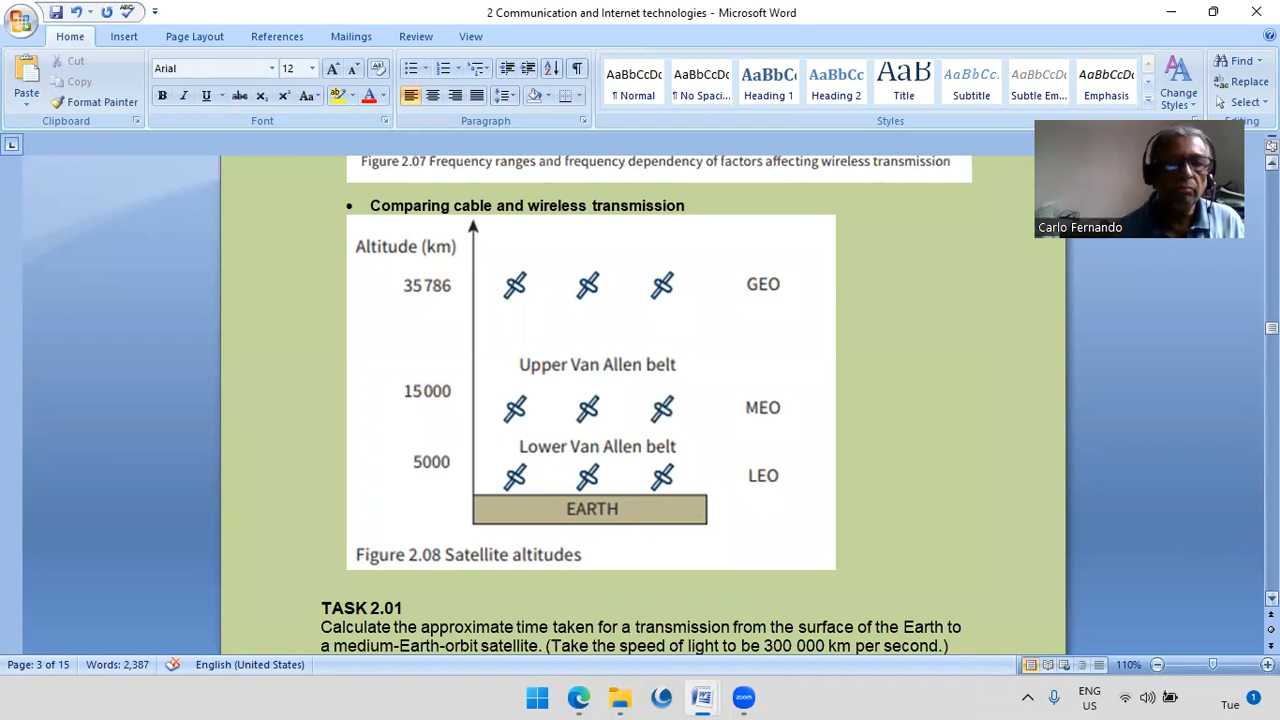 2 Communication and Internet technologies - Microsoft Word
Home Insert Page Layout References Mailings Review View
Paste
Cut
Copy
Format Painter
Clipboard
Arial 12
Font
Paragraph
AaBbCcDc AaBbCcDc AaBbCc AaBbCc AaB AaBbCc. AaBbCcDc AaBbCcDc
¶ Normal ¶ No Spaci... Heading 1 Heading 2 Title Subtitle Subtle Em... Emphasis
Change Styles
Styles
Find
Replace
Select
Editing
Carlo Fernando
Figure 2.07 Frequency ranges and frequency dependency of factors affecting wireless transmission
• Comparing cable and wireless transmission
Altitude (km)
35 786 GEO
Upper Van Allen belt
15 000
MEO
Lower Van Allen belt
5000
LEO
EARTH
Figure 2.08 Satellite altitudes
TASK 2.01
Calculate the approximate time taken for a transmission from the surface of the Earth to
a medium-Earth-orbit satellite. (Take the speed of light to be 300 000 km per second.)
Page: 3 of 15 Words: 2,387 English (United States) 110%
ENG
US
Tue
1